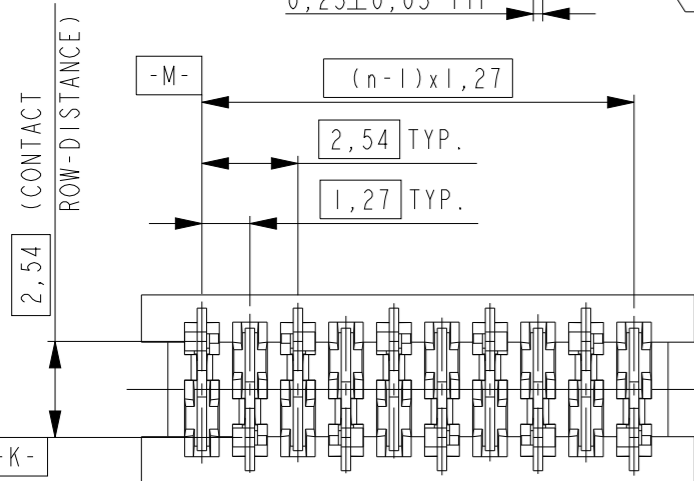 0,25±0,05 TYP
-M-
(n-1)x1,27
2,54 TYP.
1,27 TYP.
(CONTACT
ROW-DISTANCE)
2,54
-K-